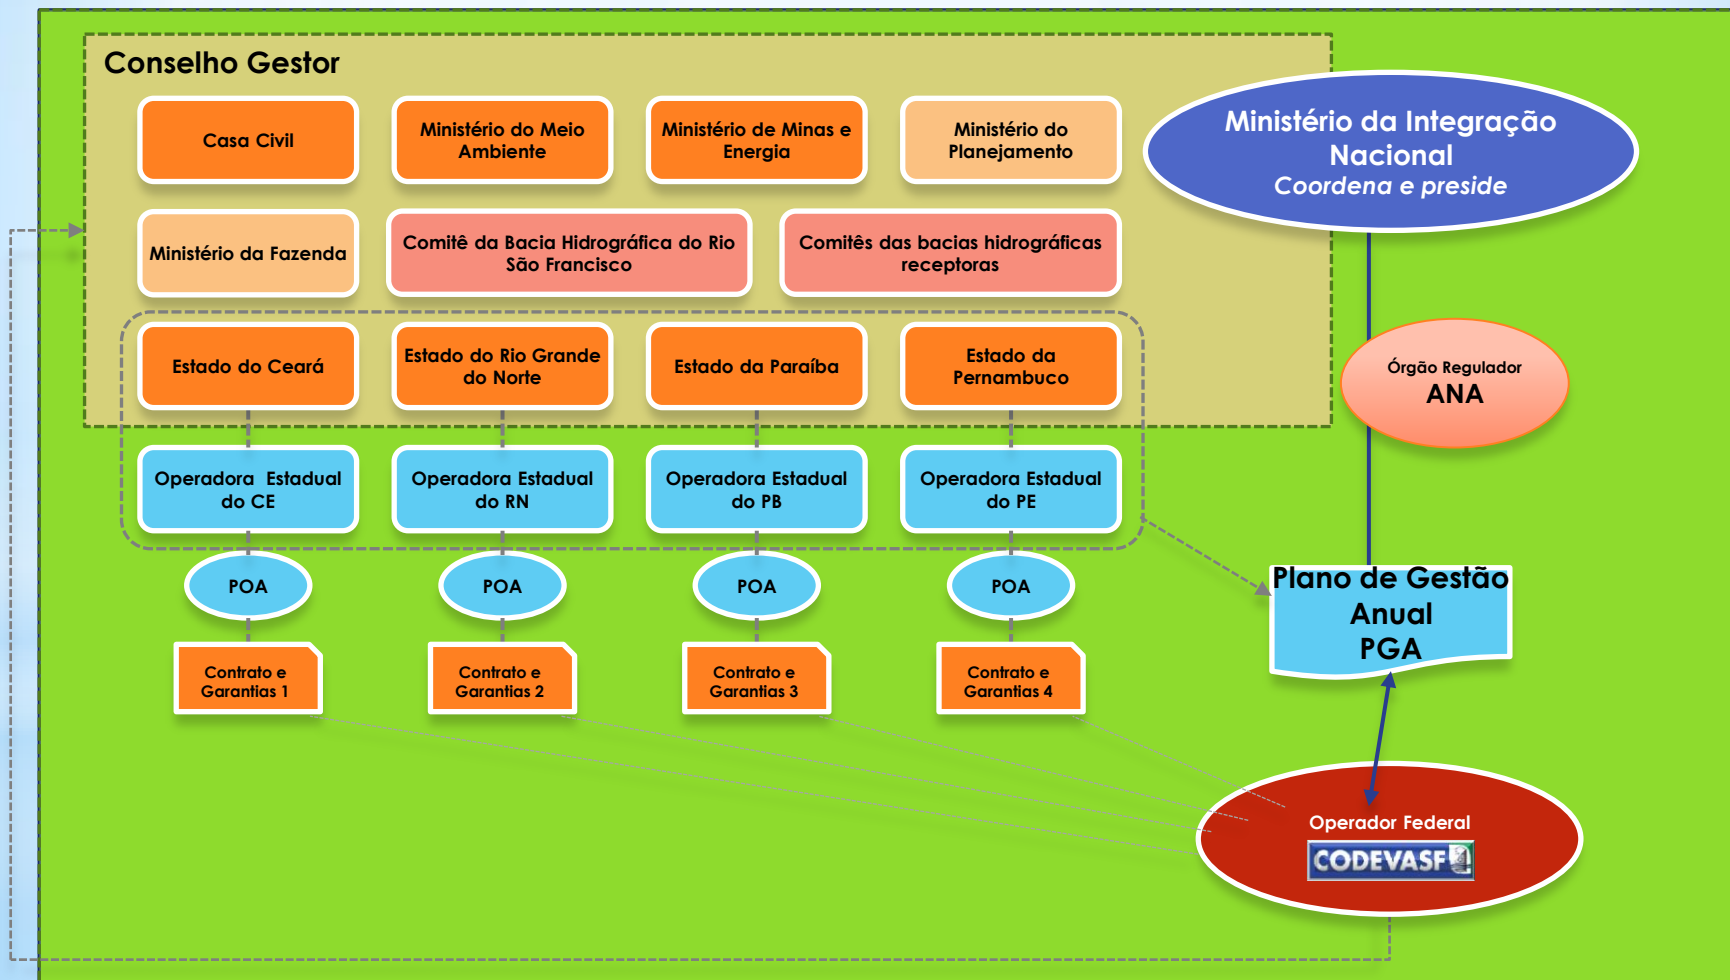 Conselho Gestor
Casa Civil
Ministério do Meio
Ambiente
Ministério de Minas e
Energia
Ministério do
Planejamento
Ministério da Integração
Nacional
Coordena e preside
Ministério da Fazenda
Comitê da Bacia Hidrográfica do Rio
São Francisco
Comitês das bacias hidrográficas
receptoras
Estado do Ceará
Estado do Rio Grande
do Norte
Estado da Paraíba
Estado da
Pernambuco
Órgão Regulador
ANA
Operadora Estadual
do CE
Operadora Estadual
do RN
Operadora Estadual
do PB
Operadora Estadual
do PE
POA
POA
POA
POA
Plano de Gestão
Anual
PGA
Contrato e
Garantias 1
Contrato e
Garantias 2
Contrato e
Garantias 3
Contrato e
Garantias 4
Operador Federal
CODEVASF